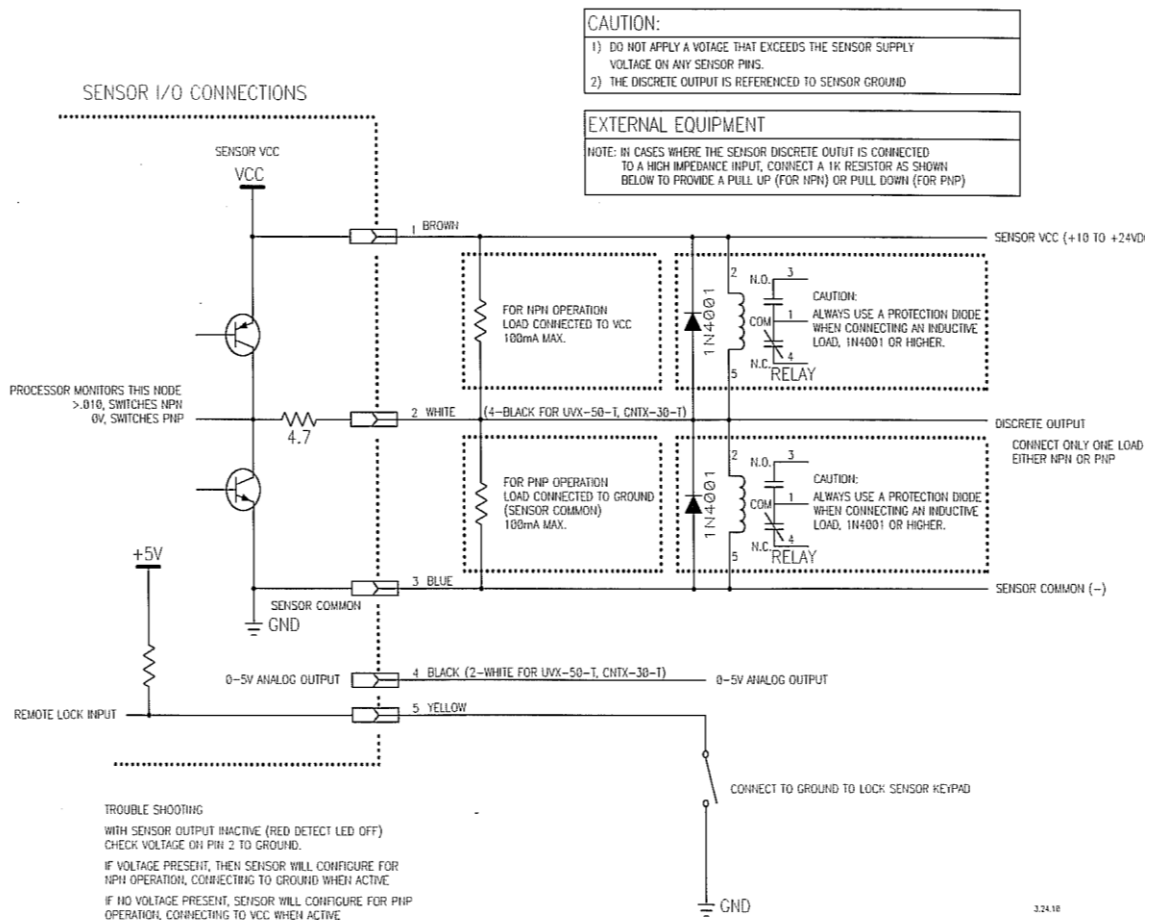 CAUTION:
1) DO NOT APPLY A VOTAGE THAT EXCEEDS THE SENSOR SUPPLY
VOLTAGE ON ANY SENSOR PINS.
2) THE DISCRETE OUTPUT IS REFERENCED TO SENSOR GROUND
EXTERNAL EQUIPMENT
NOTE: IN CASES WHERE THE SENSOR DISCRETE OUTUT IS CONNECTED
TO A HIGH IMPEDANCE INPUT, CONNECT A 1K RESISTOR AS SHOWN
BELOW TO PROVIDE A PULL UP (FOR NPN) OR PULL DOWN (FOR PNP)
SENSOR I/O CONNECTIONS
SENSOR VCC
VCC
1 BROWN
SENSOR VCC (+10 TO +24VD
FOR NPN OPERATION
LOAD CONNECTED TO VCC
100mA MAX.
1N4001
2
5
N.O. 3
COM 1
N.C. 4
RELAY
CAUTION:
ALWAYS USE A PROTECTION DIODE
WHEN CONNECTING AN INDUCTIVE
LOAD, 1N4001 OR HIGHER.
PROCESSOR MONITORS THIS NODE
>.010, SWITCHES NPN
0V, SWITCHES PNP
4.7
2 WHITE (4-BLACK FOR UVX-50-T, CNTX-30-T)
DISCRETE OUTPUT
CONNECT ONLY ONE LOAD
EITHER NPN OR PNP
FOR PNP OPERATION
LOAD CONNECTED TO GROUND
(SENSOR COMMON)
100mA MAX.
1N4001
2
5
N.O. 3
COM 1
N.C. 4
RELAY
CAUTION:
ALWAYS USE A PROTECTION DIODE
WHEN CONNECTING AN INDUCTIVE
LOAD, 1N4001 OR HIGHER.
+5V
3 BLUE
SENSOR COMMON
SENSOR COMMON (-)
GND
0-5V ANALOG OUTPUT
4 BLACK (2-WHITE FOR UVX-50-T, CNTX-30-T)
0-5V ANALOG OUTPUT
REMOTE LOCK INPUT
5 YELLOW
CONNECT TO GROUND TO LOCK SENSOR KEYPAD
GND
TROUBLE SHOOTING
WITH SENSOR OUTPUT INACTIVE (RED DETECT LED OFF)
CHECK VOLTAGE ON PIN 2 TO GROUND.
IF VOLTAGE PRESENT, THEN SENSOR WILL CONFIGURE FOR
NPN OPERATION, CONNECTING TO GROUND WHEN ACTIVE
IF NO VOLTAGE PRESENT, SENSOR WILL CONFIGURE FOR PNP
OPERATION, CONNECTING TO VCC WHEN ACTIVE
3.24.10